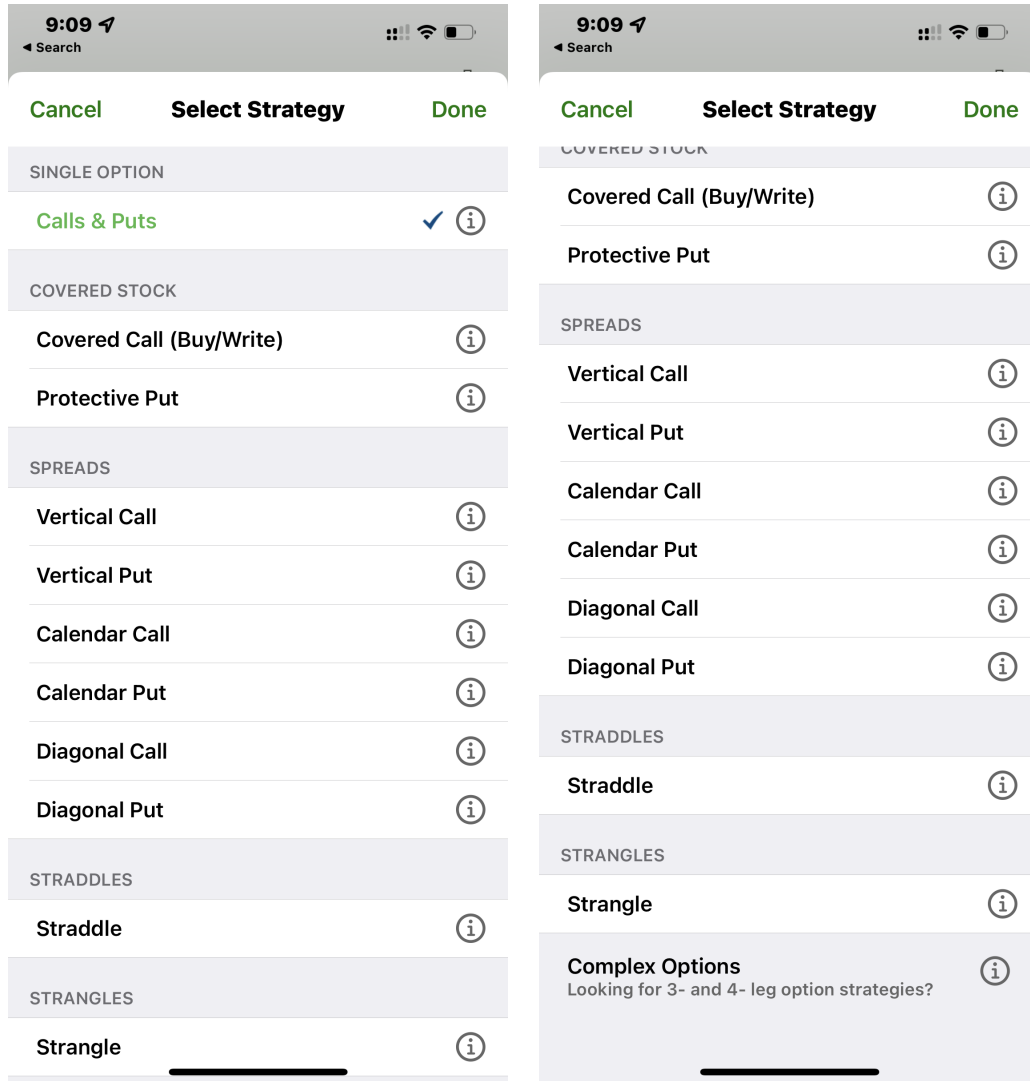 9:09
◀ Search
Cancel Select Strategy Done
SINGLE OPTION
Calls & Puts
COVERED STOCK
Covered Call (Buy/Write)
Protective Put
SPREADS
Vertical Call
Vertical Put
Calendar Call
Calendar Put
Diagonal Call
Diagonal Put
STRADDLES
Straddle
STRANGLES
Strangle
9:09
◀ Search
Cancel Select Strategy Done
COVERED STOCK
Covered Call (Buy/Write)
Protective Put
SPREADS
Vertical Call
Vertical Put
Calendar Call
Calendar Put
Diagonal Call
Diagonal Put
STRADDLES
Straddle
STRANGLES
Strangle
Complex Options
Looking for 3- and 4- leg option strategies?